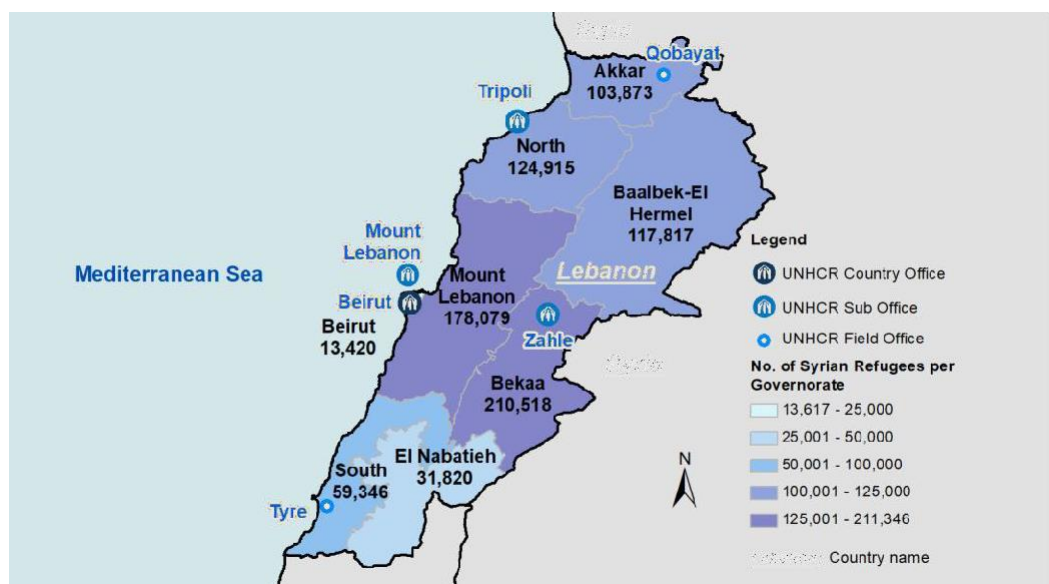 Qobayat
Akkar
103,873
Tripoli
North
124,915
Baalbek-El
Hermel
117,817
Mount
Lebanon
Mediterranean Sea
Lebanon
Mount
Lebanon
178,079
Beirut
Beirut
13,420
Zahle
Bekaa
210,518
El Nabatieh
31,820
South
59,346
Tyre
N
Legend
UNHCR Country Office
UNHCR Sub Office
UNHCR Field Office
No. of Syrian Refugees per
Governorate
13,617 - 25,000
25,001 - 50,000
50,001 - 100,000
100,001 - 125,000
125,001 - 211,346
Country name